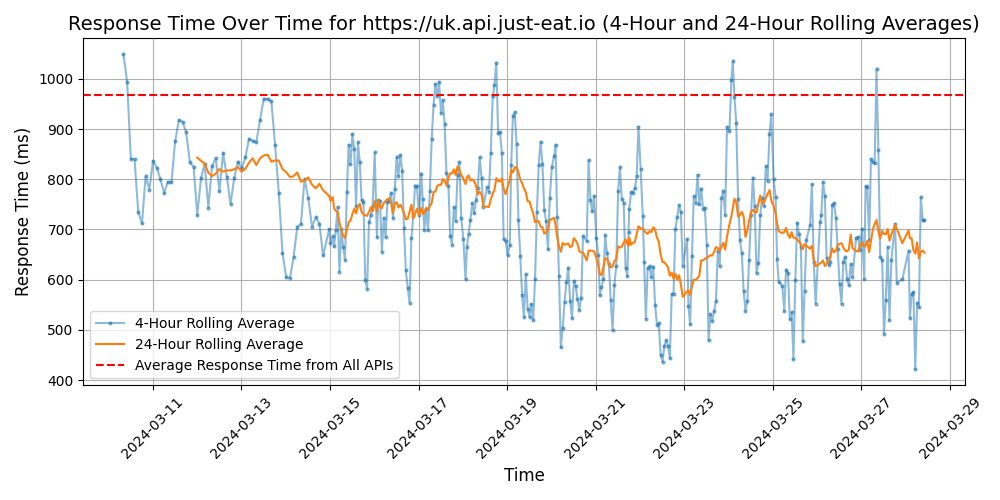 Response Time Over Time for https://uk.api.just-eat.io (4-Hour and 24-Hour Rolling Averages)
Response Time (ms)
1000
900
800
700
600
500
400
4-Hour Rolling Average
24-Hour Rolling Average
Average Response Time from All APIs
2024-03-11
2024-03-13
2024-03-15
2024-03-17
2024-03-19
2024-03-21
2024-03-23
2024-03-25
2024-03-27
2024-03-29
Time